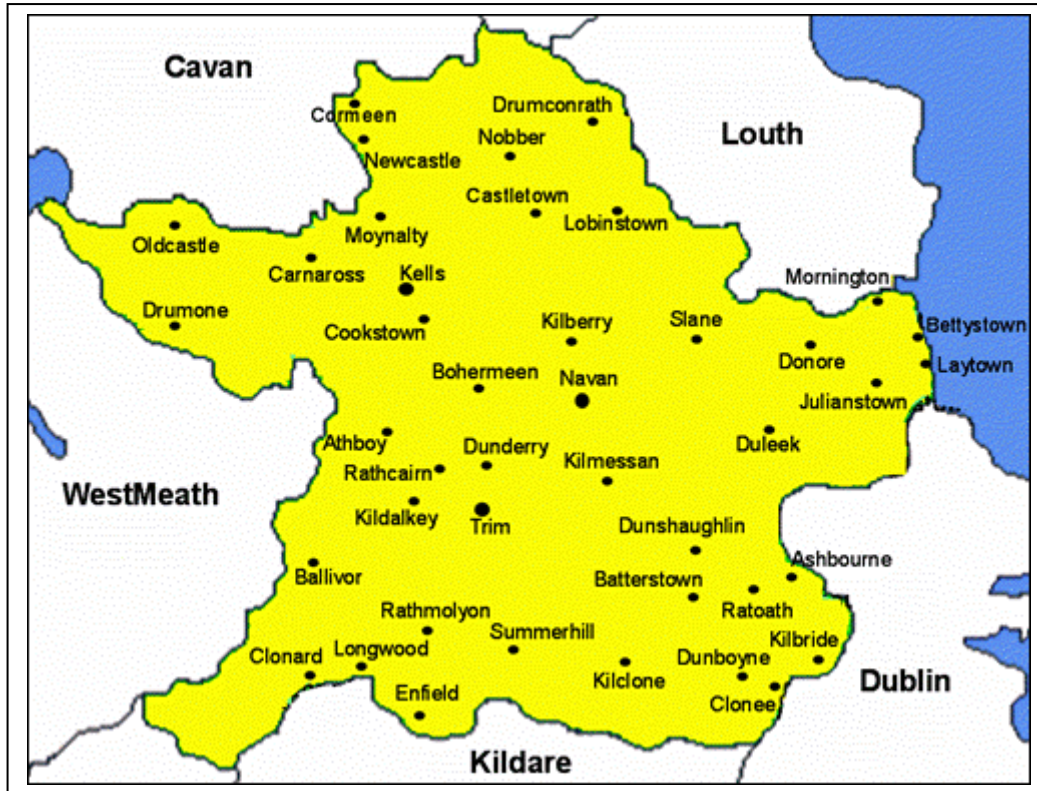 Cavan
Cormeen
Drumconrath
Louth
Nobber
Newcastle
Castletown
Lobinstown
Moynalty
Oldcastle
Carnaross
Kells
Mornington
Drumone
Cookstown
Kilberry
Slane
Bettystown
Donore
Laytown
Bohermeen
Navan
Julianstown
Athboy
Dunderry
Duleek
Rathcairn
Kilmessan
WestMeath
Kildalkey
Trim
Dunshaughlin
Ashbourne
Ballivor
Batterstown
Ratoath
Rathmolyon
Summerhill
Kilbride
Clonard
Longwood
Dunboyne
Kilclone
Dublin
Enfield
Clonee
Kildare